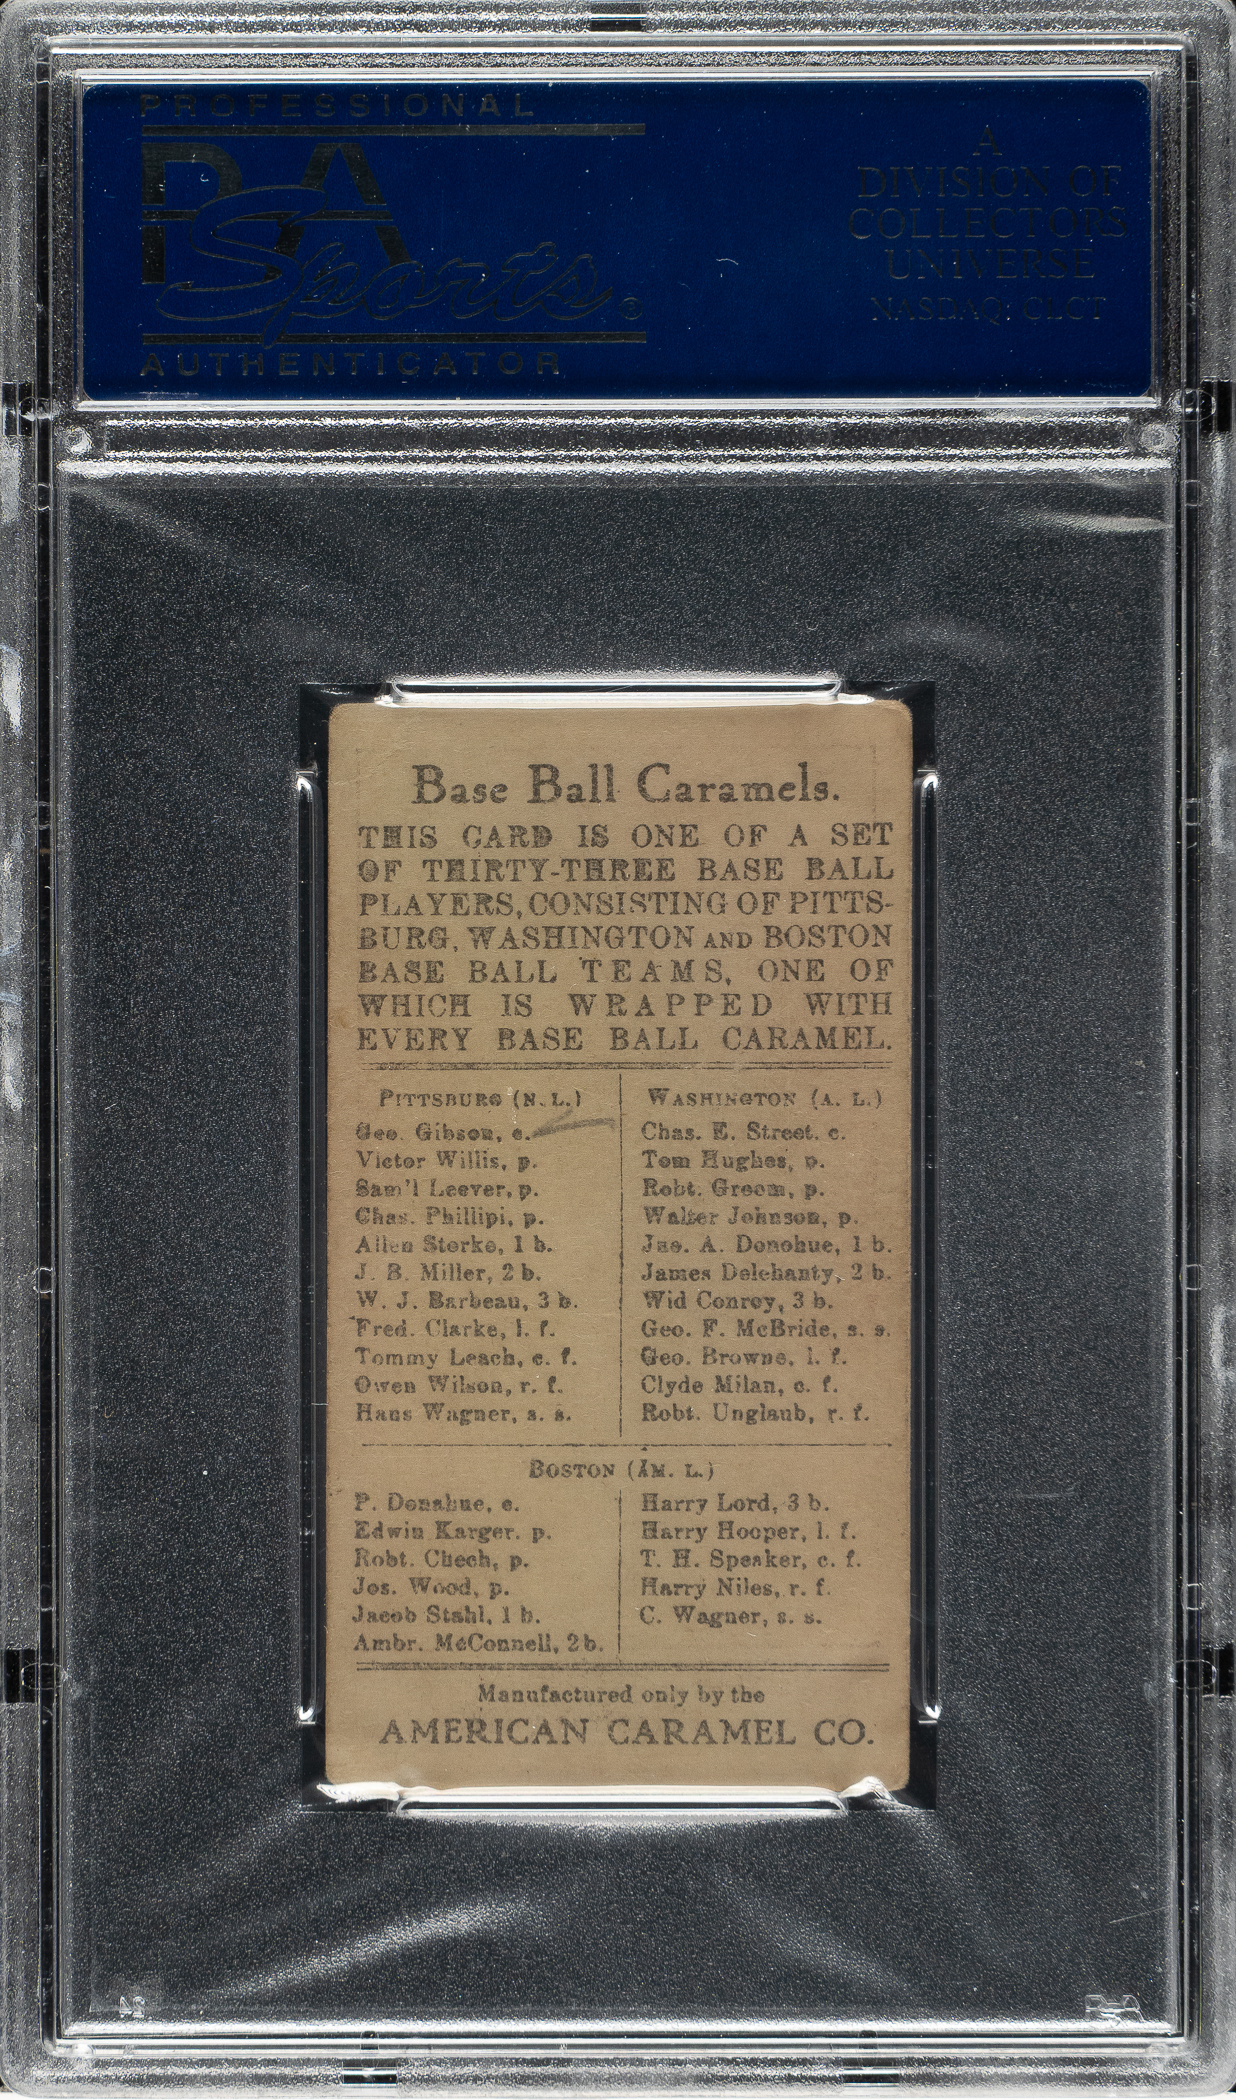 PROFESSIONAL
PSA
Sports®
AUTHENTICATOR
A
DIVISION OF
COLLECTORS
UNIVERSE
NASDAQ: CLCT
Base Ball Caramels.
THIS CARD IS ONE OF A SET
OF THIRTY-THREE BASE BALL
PLAYERS, CONSISTING OF PITTS-
BURG, WASHINGTON AND BOSTON
BASE BALL TEAMS, ONE OF
WHICH IS WRAPPED WITH
EVERY BASE BALL CARAMEL.
PITTSBURG (N. L.)
Geo. Gibson, c.
Victor Willis, p.
Sam'l Leever, p.
Chas. Phillipi, p.
Allen Storke, 1 b.
J. B. Miller, 2 b.
W. J. Barbeau, 3 b.
Fred. Clarke, l. f.
Tommy Leach, c. f.
Owen Wilson, r. f.
Hans Wagner, s. s.
WASHINGTON (A. L.)
Chas. E. Street. c.
Tom Hughes, p.
Robt. Groom, p.
Walter Johnson, p.
Jno. A. Donohue, 1 b.
James Delehanty, 2 b.
Wid Conroy, 3 b.
Geo. F. McBride, s. s.
Geo. Browne, l. f.
Clyde Milan, c. f.
Robt. Unglaub, r. f.
BOSTON (AM. L.)
P. Donahue, c.
Edwin Karger. p.
Robt. Chech, p.
Jos. Wood, p.
Jacob Stahl, 1 b.
Ambr. McConnell, 2b.
Harry Lord, 3 b.
Harry Hooper, l. f.
T. H. Speaker, c. f.
Harry Niles, r. f.
C. Wagner, s. s.
Manufactured only by the
AMERICAN CARAMEL CO.
PSA